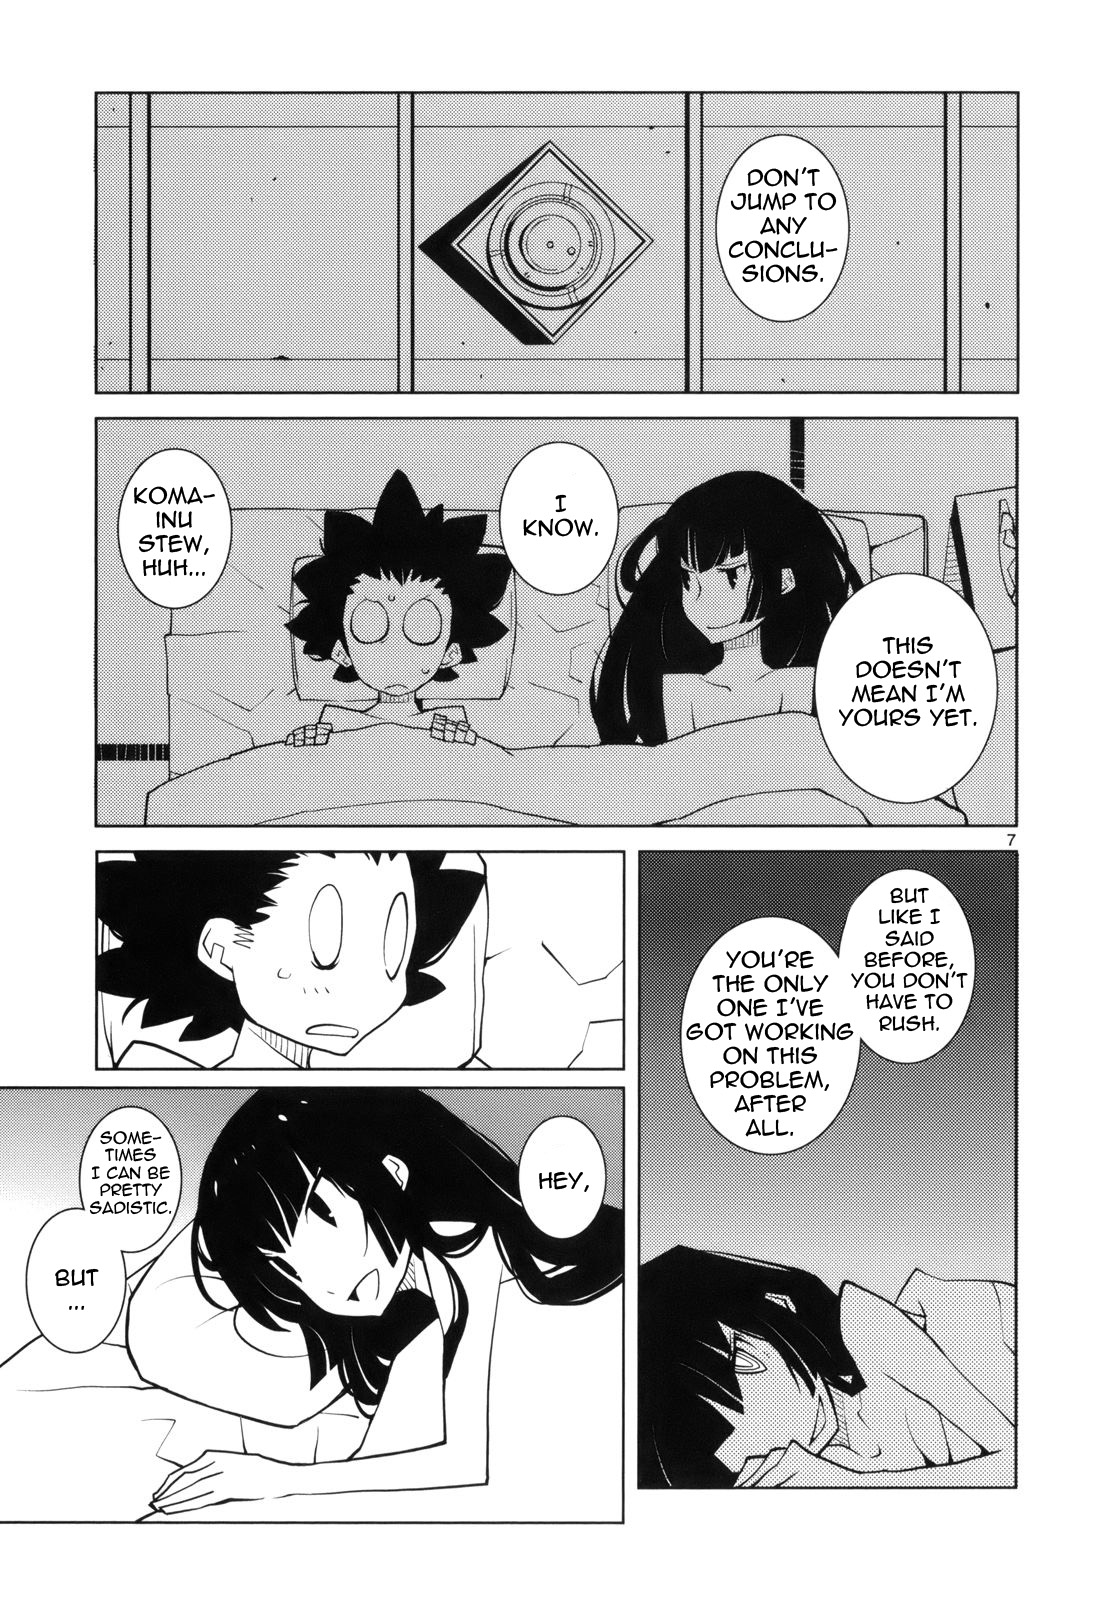 DON'T
JUMP TO
ANY
CONCLU-
SIONS.
THIS
DOESN'T
MEAN I'M
YOURS YET.
I
KNOW.
KOMA-
INU
STEW,
HUH...
7
BUT
LIKE I
SAID
BEFORE,
YOU DON'T
HAVE TO
RUSH.
YOU'RE
THE ONLY
ONE I'VE
GOT WORKING
ON THIS
PROBLEM,
AFTER
ALL.
HEY,
SOME-
TIMES
I CAN BE
PRETTY
SADISTIC.
BUT
...